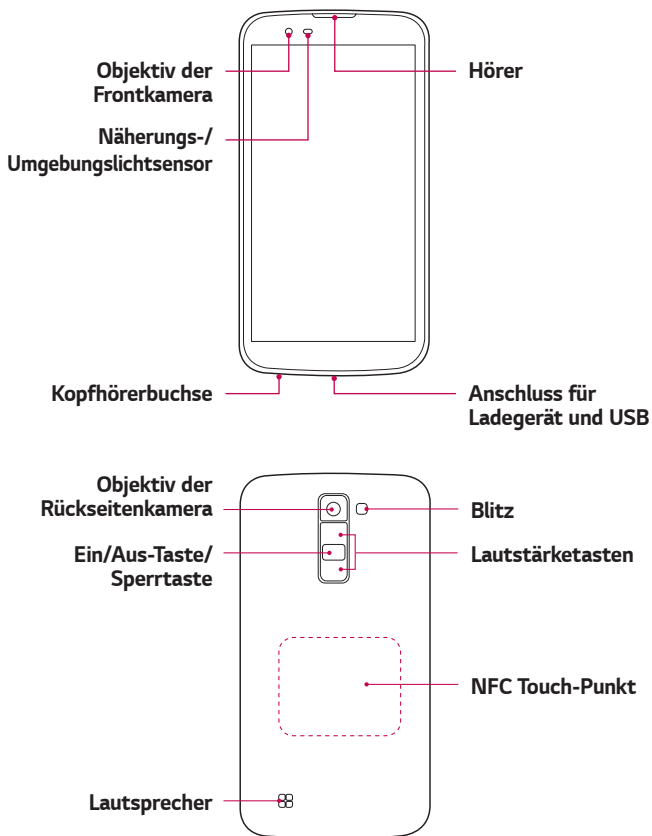 Objektiv der
Frontkamera
Hörer
Näherungs-/
Umgebungslichtsensor
Kopfhörerbuchse
Anschluss für
Ladegerät und USB
Objektiv der
Rückseitenkamera
Blitz
Ein/Aus-Taste/
Sperrtaste
Lautstärketasten
NFC Touch-Punkt
Lautsprecher